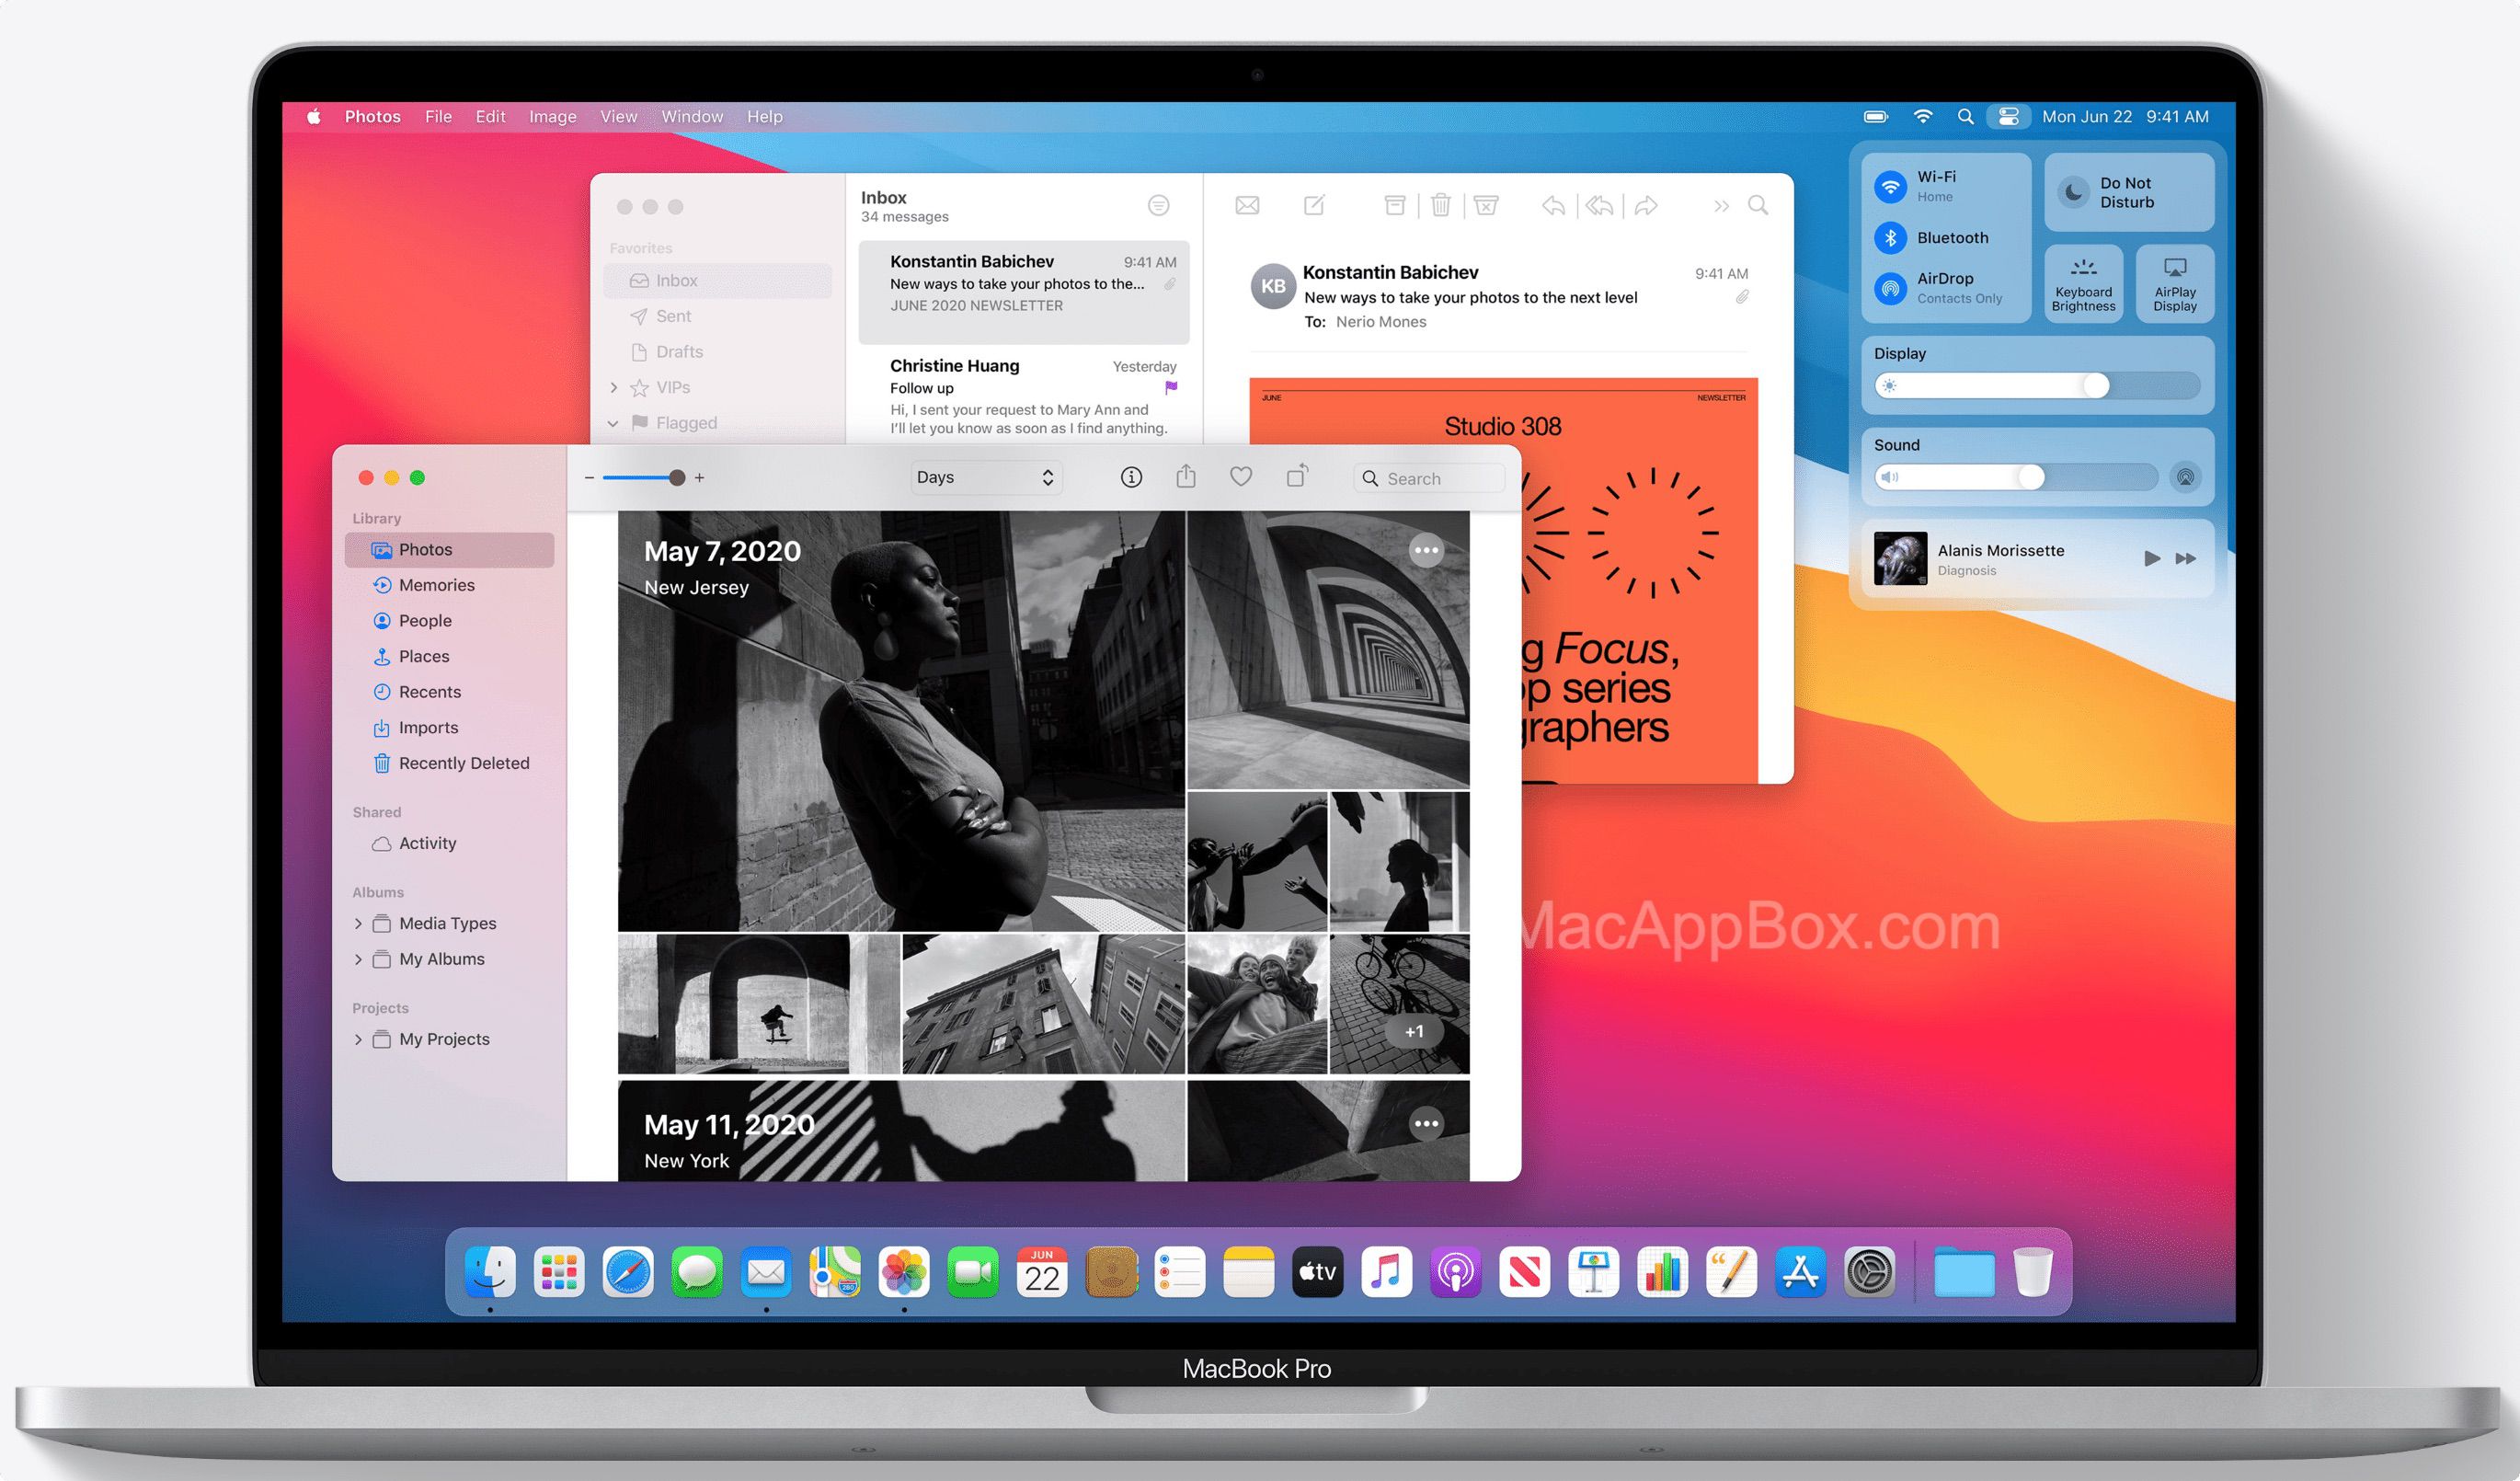 Photos File Edit Image View Window Help
Mon Jun 22 9:41 AM
Inbox
34 messages
Favorites
Inbox
Sent
Drafts
VIPs
Flagged
Konstantin Babichev 9:41 AM
New ways to take your photos to the...
JUNE 2020 NEWSLETTER
Christine Huang Yesterday
Follow up
Hi, I sent your request to Mary Ann and
I'll let you know as soon as I find anything.
KB
Konstantin Babichev 9:41 AM
New ways to take your photos to the next level
To: Nerio Mones
JUNE NEWSLETTER
Studio 308
g Focus,
op series
graphers
Wi-Fi
Home
Bluetooth
AirDrop
Contacts Only
Do Not
Disturb
Keyboard
Brightness
AirPlay
Display
Display
Sound
Alanis Morissette
Diagnosis
Days
Search
Library
Photos
Memories
People
Places
Recents
Imports
Recently Deleted
Shared
Activity
Albums
Media Types
My Albums
Projects
My Projects
May 7, 2020
New Jersey
+1
May 11, 2020
New York
MacAppBox.com
JUN
22
280
tv
MacBook Pro